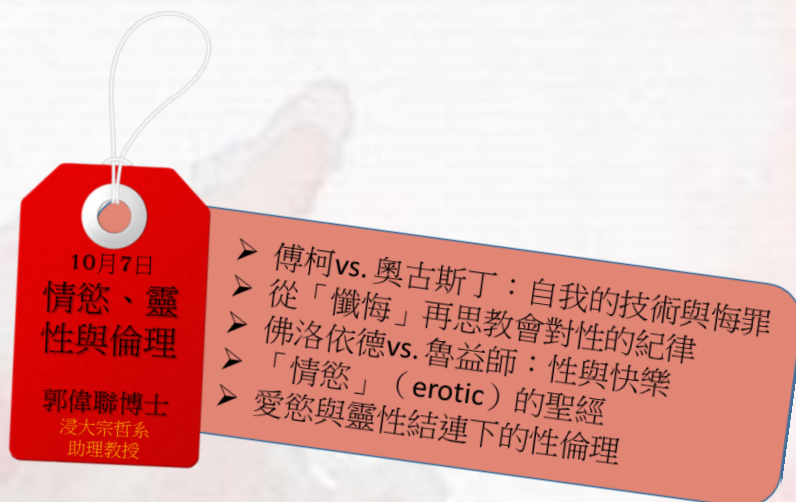 10月7日
情慾、靈
性與倫理
郭偉聯博士
浸大宗哲系
助理教授
➢ 傅柯vs. 奧古斯丁：自我的技術與悔罪
➢ 從「懺悔」再思教會對性的紀律
➢ 佛洛依德vs. 魯益師：性與快樂
➢ 「情慾」（erotic）的聖經
➢ 愛慾與靈性結連下的性倫理